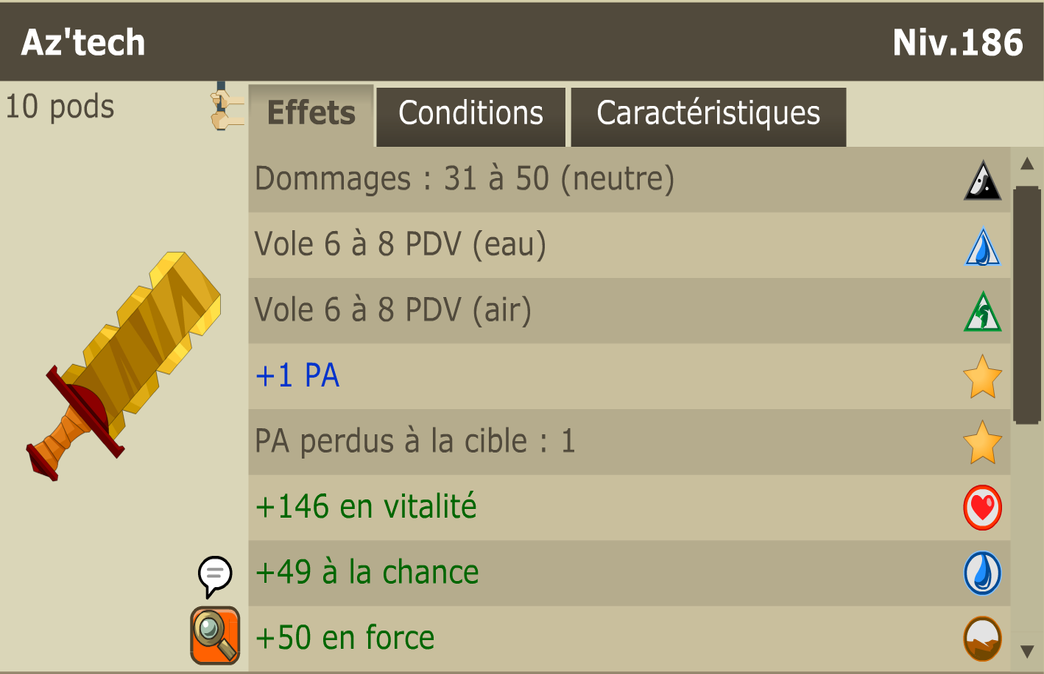 Az'tech
Niv.186
10 pods
Effets
Conditions
Caractéristiques
Dommages : 31 à 50 (neutre)
Vole 6 à 8 PDV (eau)
Vole 6 à 8 PDV (air)
+1 PA
PA perdus à la cible : 1
+146 en vitalité
+49 à la chance
+50 en force